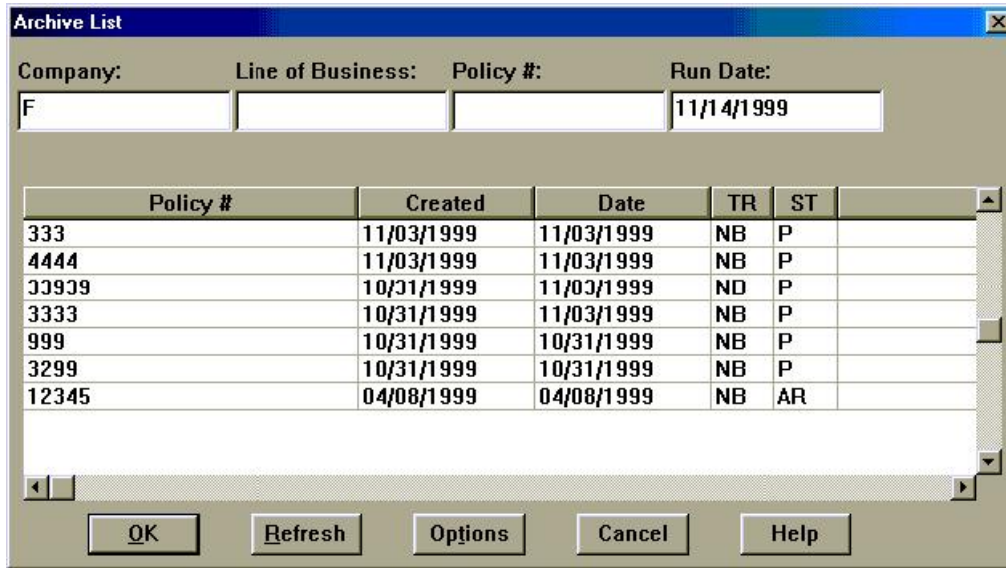 Archive List
Company: Line of Business: Policy #: Run Date:
F 11/14/1999
Policy # Created Date TR ST
333 11/03/1999 11/03/1999 NB P
4444 11/03/1999 11/03/1999 NB P
33939 10/31/1999 11/03/1999 NB P
3333 10/31/1999 11/03/1999 NB P
999 10/31/1999 10/31/1999 NB P
3299 10/31/1999 10/31/1999 NB P
12345 04/08/1999 04/08/1999 NB AR
OK Refresh Options Cancel Help